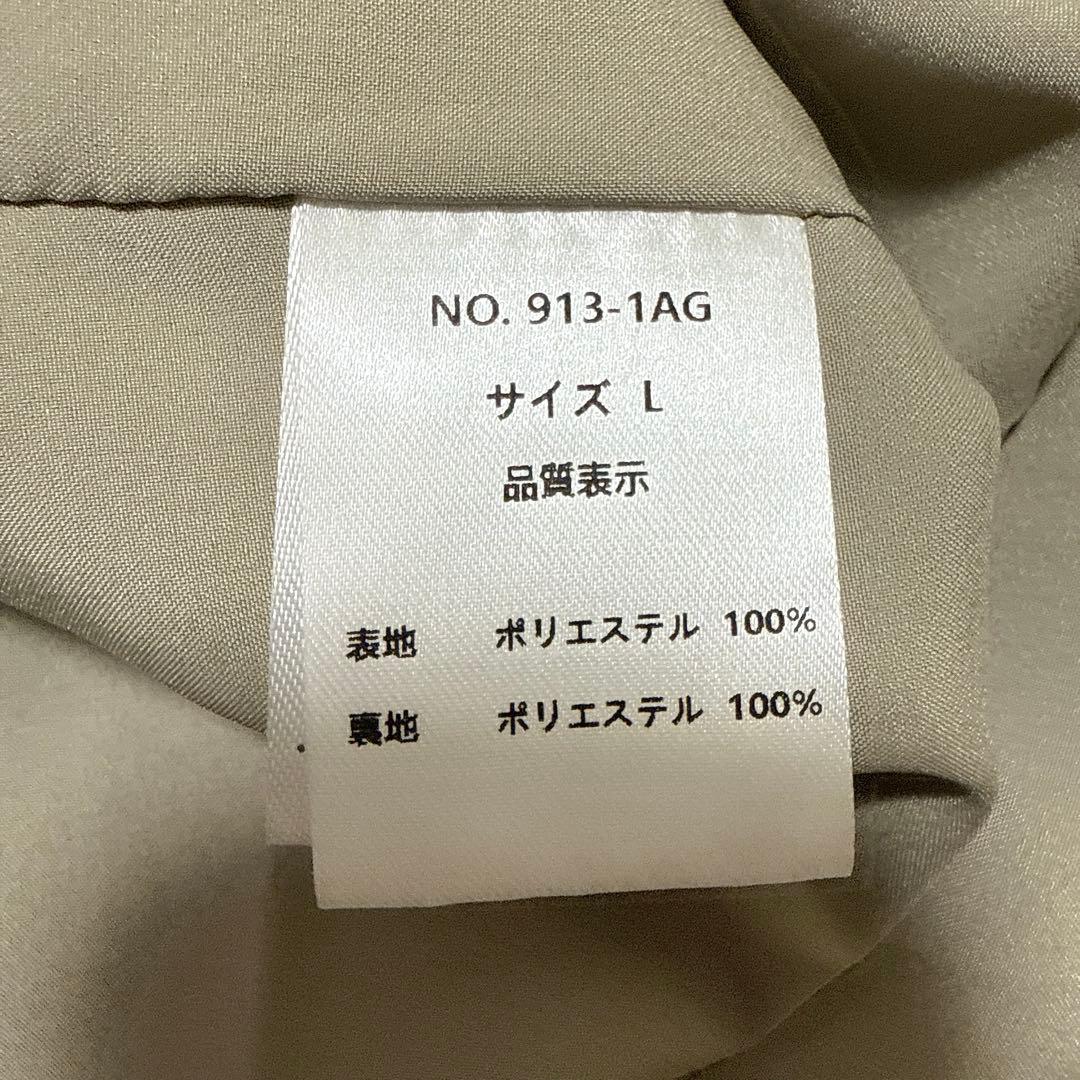 NO. 913-1AG
サイズ L
品質表示
表地 ポリエステル 100%
裏地 ポリエステル 100%